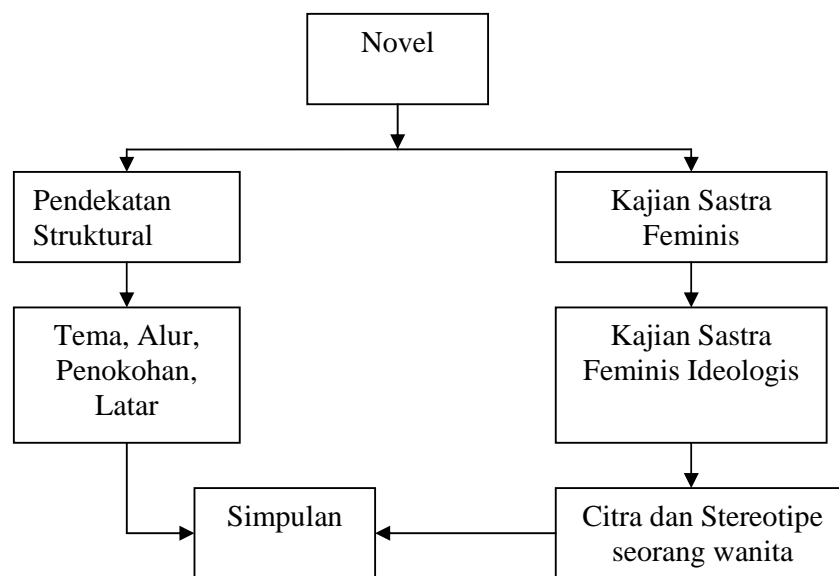 Novel
Pendekatan
Struktural
Kajian Sastra
Feminis
Tema, Alur,
Penokohan,
Latar
Kajian Sastra
Feminis Ideologis
Simpulan
Citra dan Stereotipe
seorang wanita